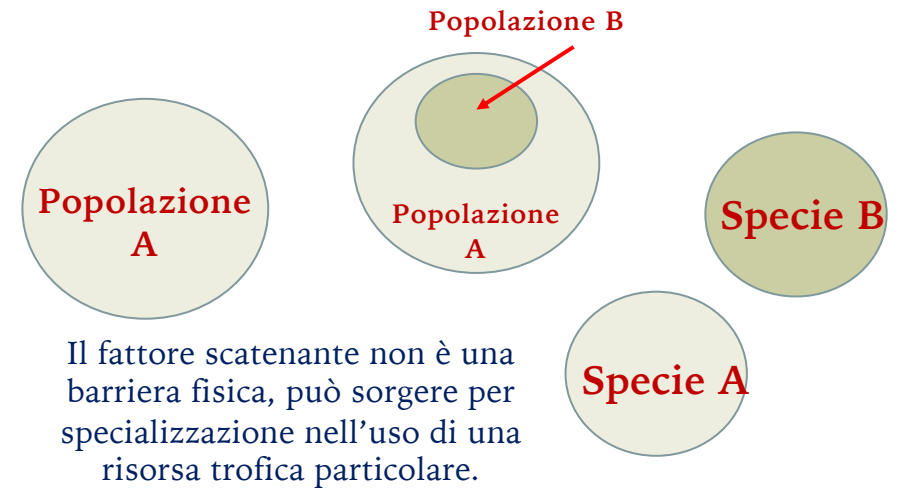 Popolazione B
Popolazione
A
Popolazione
A
Specie B
Specie A
Il fattore scatenante non è una
barriera fisica, può sorgere per
specializzazione nell’uso di una
risorsa trofica particolare.